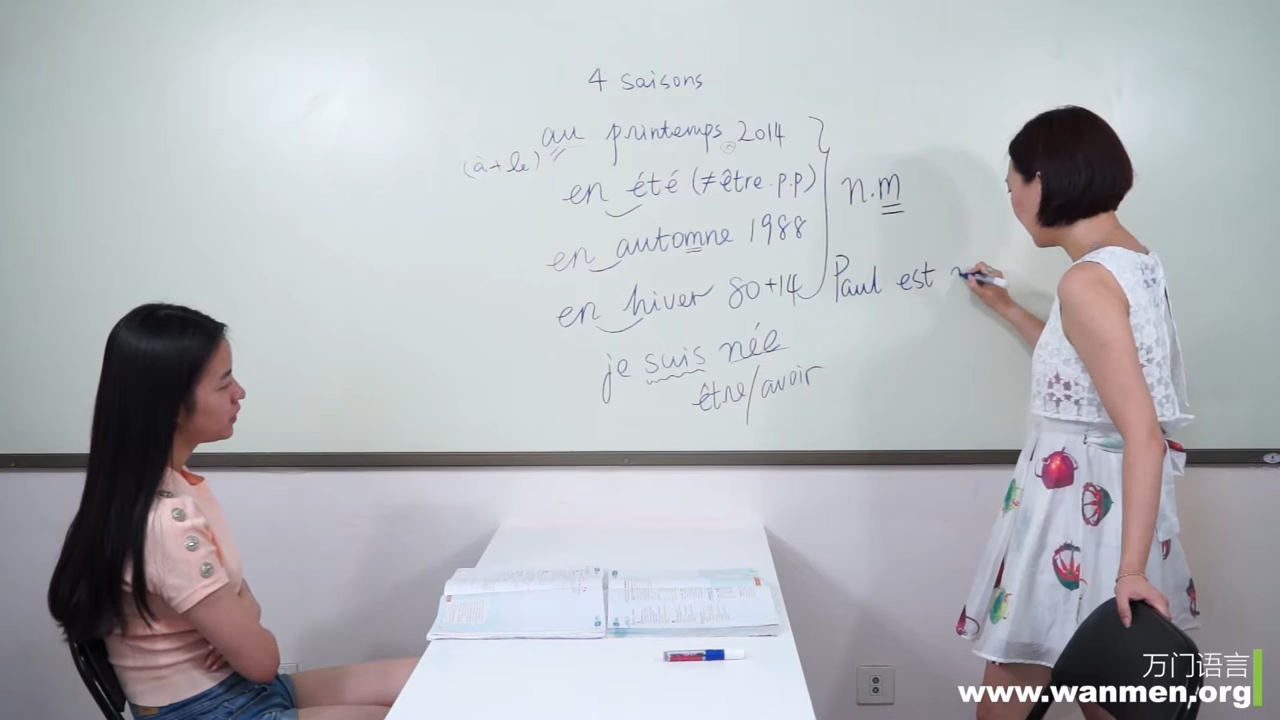 4 saisons
au printemps 2014
(à+le)
en été (≠être.p.p)
n.m
en automne 1988
en hiver 80+14
Paul est
je suis née
être/avoir
万门语言
www.wanmen.org